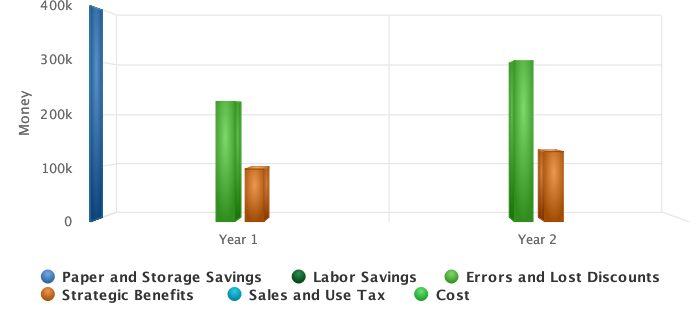 400k
300k
200k
100k
0
Money
Year 1
Year 2
Paper and Storage Savings
Labor Savings
Errors and Lost Discounts
Strategic Benefits
Sales and Use Tax
Cost